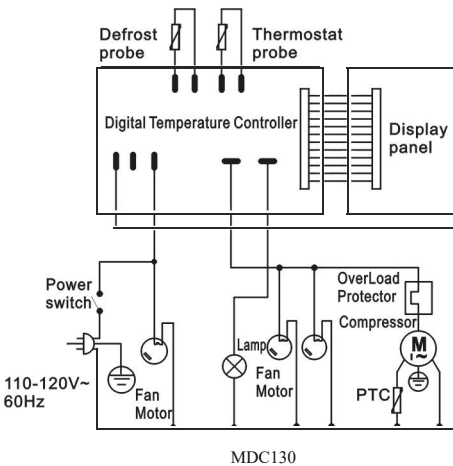 Defrost
probe
Thermostat
probe
Digital Temperature Controller
Display
panel
Power
switch
OverLoad
Protector
Compressor
Lamp
M
~
Fan
Motor
Fan
Motor
PTC
110-120V~
60Hz
MDC130